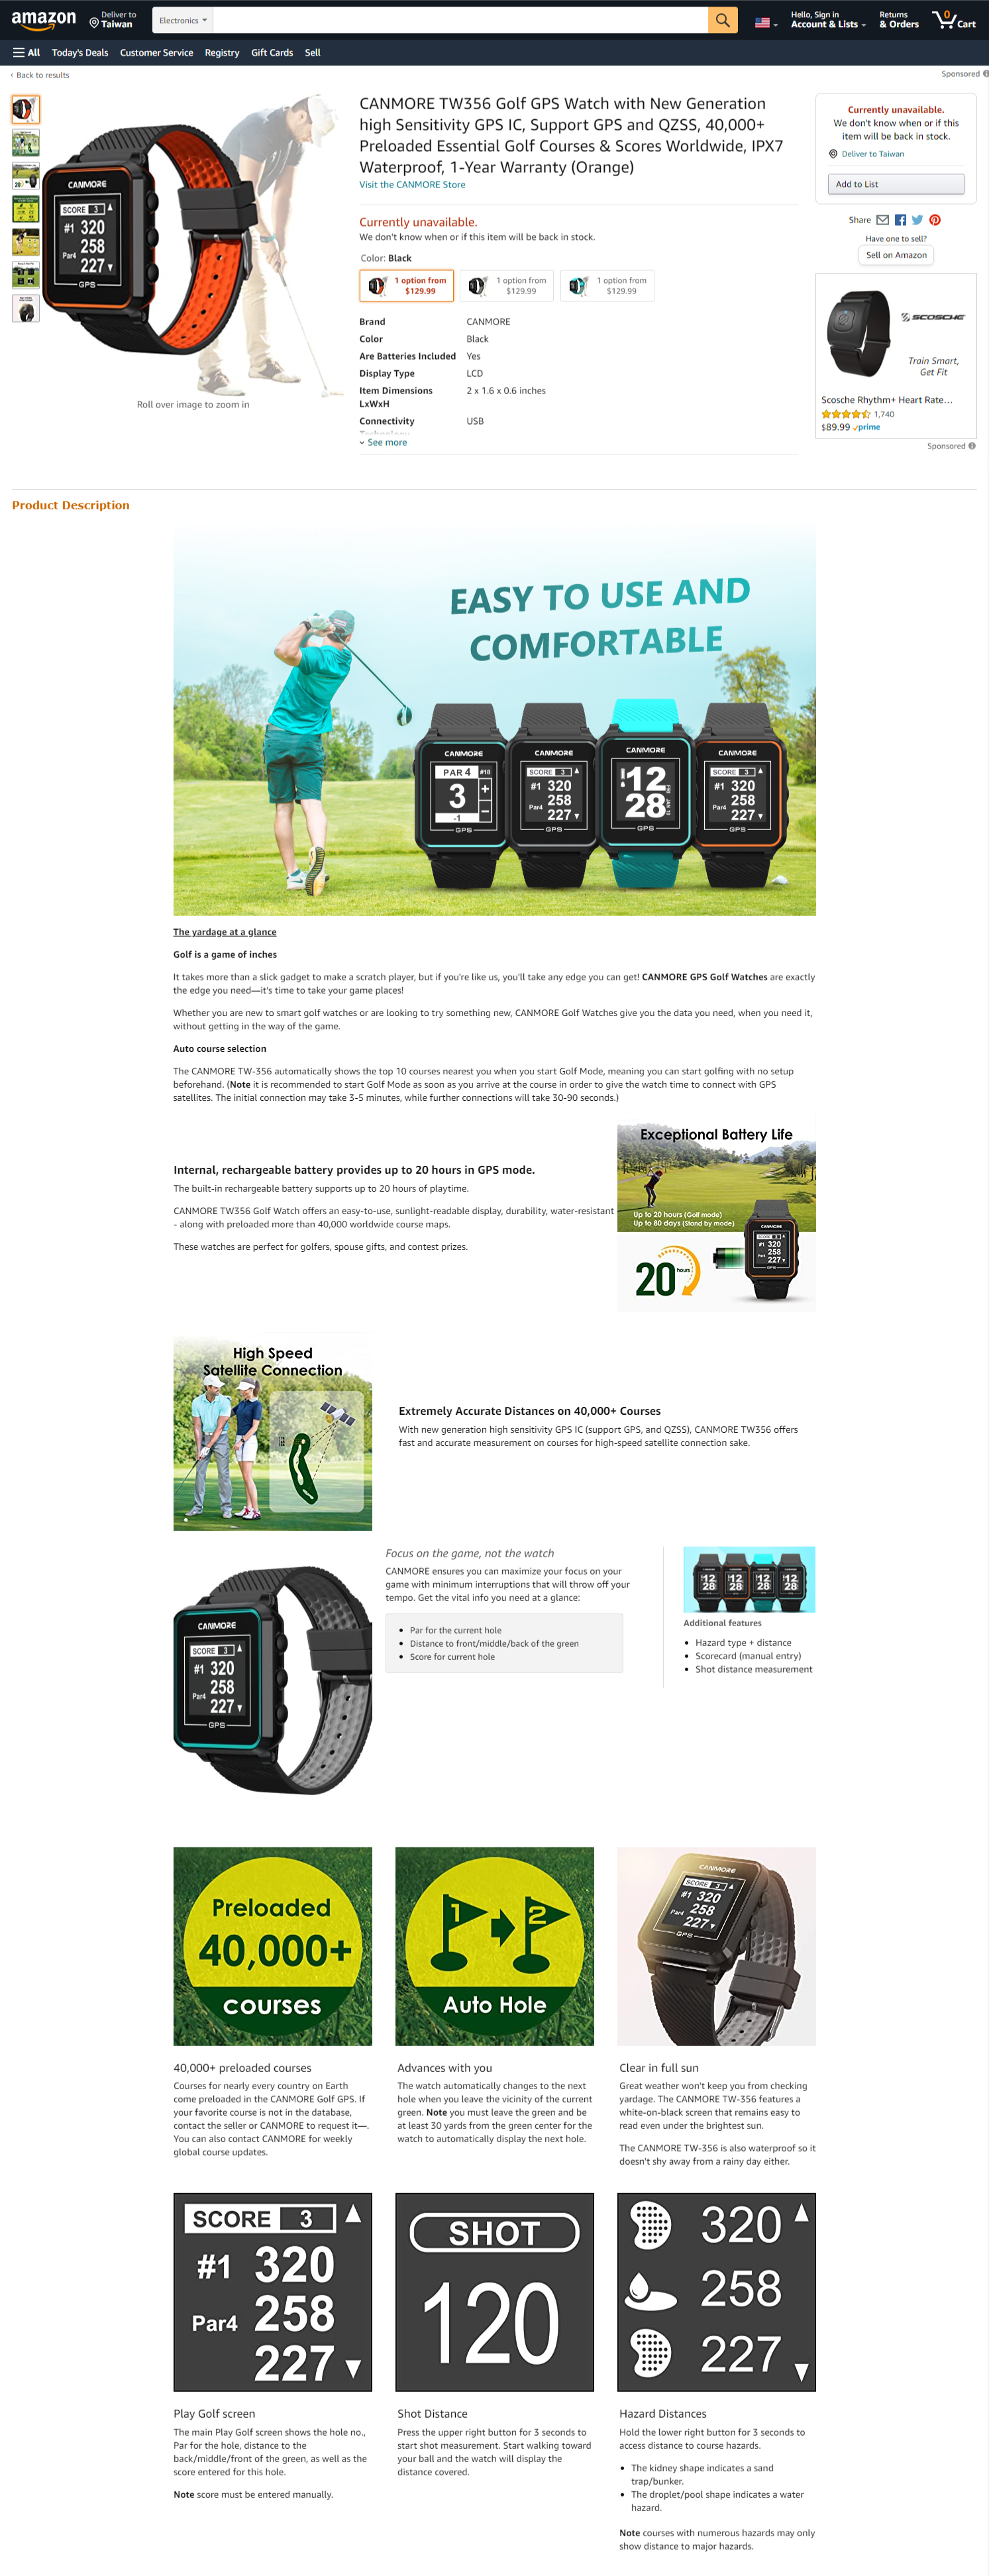 amazon
Deliver to
Taiwan
Electronics
Hello, Sign in
Account & Lists
Returns
& Orders
0
Cart
All
Today's Deals
Customer Service
Registry
Gift Cards
Sell
‹ Back to results
Sponsored
CANMORE TW356 Golf GPS Watch with New Generation
high Sensitivity GPS IC, Support GPS and QZSS, 40,000+
Preloaded Essential Golf Courses & Scores Worldwide, IPX7
Waterproof, 1-Year Warranty (Orange)
Visit the CANMORE Store
Currently unavailable.
We don't know when or if this item will be back in stock.
Color: Black
1 option from
$129.99
1 option from
$129.99
1 option from
$129.99
Brand CANMORE
Color Black
Are Batteries Included Yes
Display Type LCD
Item Dimensions 2 x 1.6 x 0.6 inches
LxWxH
Connectivity USB
See more
CANMORE
SCORE 3
#1 320
258
Par4 227
GPS
Roll over image to zoom in
Currently unavailable.
We don't know when or if this
item will be back in stock.
Deliver to Taiwan
Add to List
Share
Have one to sell?
Sell on Amazon
SCOSCHE
Train Smart,
Get Fit
Scosche Rhythm+ Heart Rate…
1,740
$89.99 prime
Sponsored
Product Description
EASY TO USE AND
COMFORTABLE
CANMORE
PAR 4 #18
3
+
−
-1
GPS
CANMORE
SCORE 3
#1 320
258
Par4 227
GPS
CANMORE
12
28
GPS
CANMORE
SCORE 3
#1 320
258
Par4 227
GPS
The yardage at a glance
Golf is a game of inches
It takes more than a slick gadget to make a scratch player, but if you're like us, you'll take any edge you can get! CANMORE GPS Golf Watches are exactly
the edge you need—it's time to take your game places!
Whether you are new to smart golf watches or are looking to try something new, CANMORE Golf Watches give you the data you need, when you need it,
without getting in the way of the game.
Auto course selection
The CANMORE TW-356 automatically shows the top 10 courses nearest you when you start Golf Mode, meaning you can start golfing with no setup
beforehand. (Note it is recommended to start Golf Mode as soon as you arrive at the course in order to give the watch time to connect with GPS
satellites. The initial connection may take 3-5 minutes, while further connections will take 30-90 seconds.)
Internal, rechargeable battery provides up to 20 hours in GPS mode.
The built-in rechargeable battery supports up to 20 hours of playtime.
CANMORE TW356 Golf Watch offers an easy-to-use, sunlight-readable display, durability, water-resistant
- along with preloaded more than 40,000 worldwide course maps.
These watches are perfect for golfers, spouse gifts, and contest prizes.
Exceptional Battery Life
Up to 20 hours (Golf mode)
Up to 80 days (Stand by mode)
20 hours
CANMORE
SCORE 3
#1 320
258
Par4 227
GPS
High Speed
Satellite Connection
Extremely Accurate Distances on 40,000+ Courses
With new generation high sensitivity GPS IC (support GPS, and QZSS), CANMORE TW356 offers
fast and accurate measurement on courses for high-speed satellite connection sake.
CANMORE
SCORE 3
#1 320
258
Par4 227
GPS
Focus on the game, not the watch
CANMORE ensures you can maximize your focus on your
game with minimum interruptions that will throw off your
tempo. Get the vital info you need at a glance:
• Par for the current hole
• Distance to front/middle/back of the green
• Score for current hole
12
28
12
28
12
28
12
28
Additional features
• Hazard type + distance
• Scorecard (manual entry)
• Shot distance measurement
Preloaded
40,000+
courses
1
2
Auto Hole
CANMORE
SCORE 3
#1 320
258
Par4 227
GPS
40,000+ preloaded courses
Courses for nearly every country on Earth
come preloaded in the CANMORE Golf GPS. If
your favorite course is not in the database,
contact the seller or CANMORE to request it—.
You can also contact CANMORE for weekly
global course updates.
Advances with you
The watch automatically changes to the next
hole when you leave the vicinity of the current
green. Note you must leave the green and be
at least 30 yards from the green center for the
watch to automatically display the next hole.
Clear in full sun
Great weather won't keep you from checking
yardage. The CANMORE TW-356 features a
white-on-black screen that remains easy to
read even under the brightest sun.
The CANMORE TW-356 is also waterproof so it
doesn't shy away from a rainy day either.
SCORE 3
#1 320
Par4 258
227
SHOT
120
320
258
227
Play Golf screen
The main Play Golf screen shows the hole no.,
Par for the hole, distance to the
back/middle/front of the green, as well as the
score entered for this hole.
Note score must be entered manually.
Shot Distance
Press the upper right button for 3 seconds to
start shot measurement. Start walking toward
your ball and the watch will display the
distance covered.
Hazard Distances
Hold the lower right button for 3 seconds to
access distance to course hazards.
• The kidney shape indicates a sand
trap/bunker.
• The droplet/pool shape indicates a water
hazard.
Note courses with numerous hazards may only
show distance to major hazards.